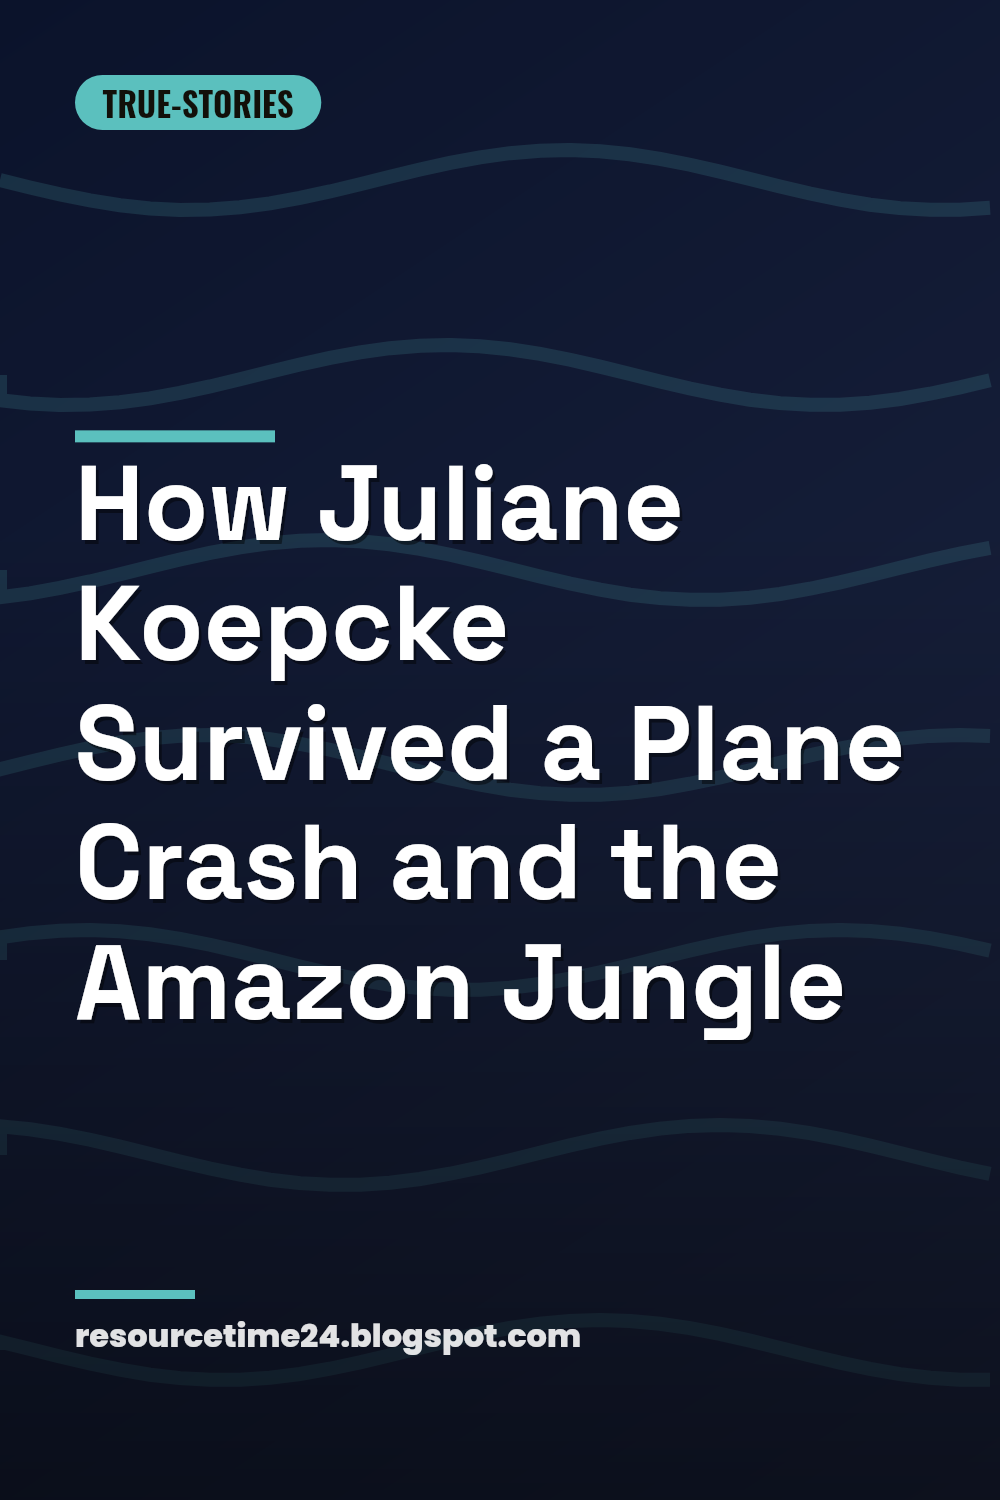 TRUE-STORIES
How Juliane
Koepcke
Survived a Plane
Crash and the
Amazon Jungle
resourcetime24.blogspot.com